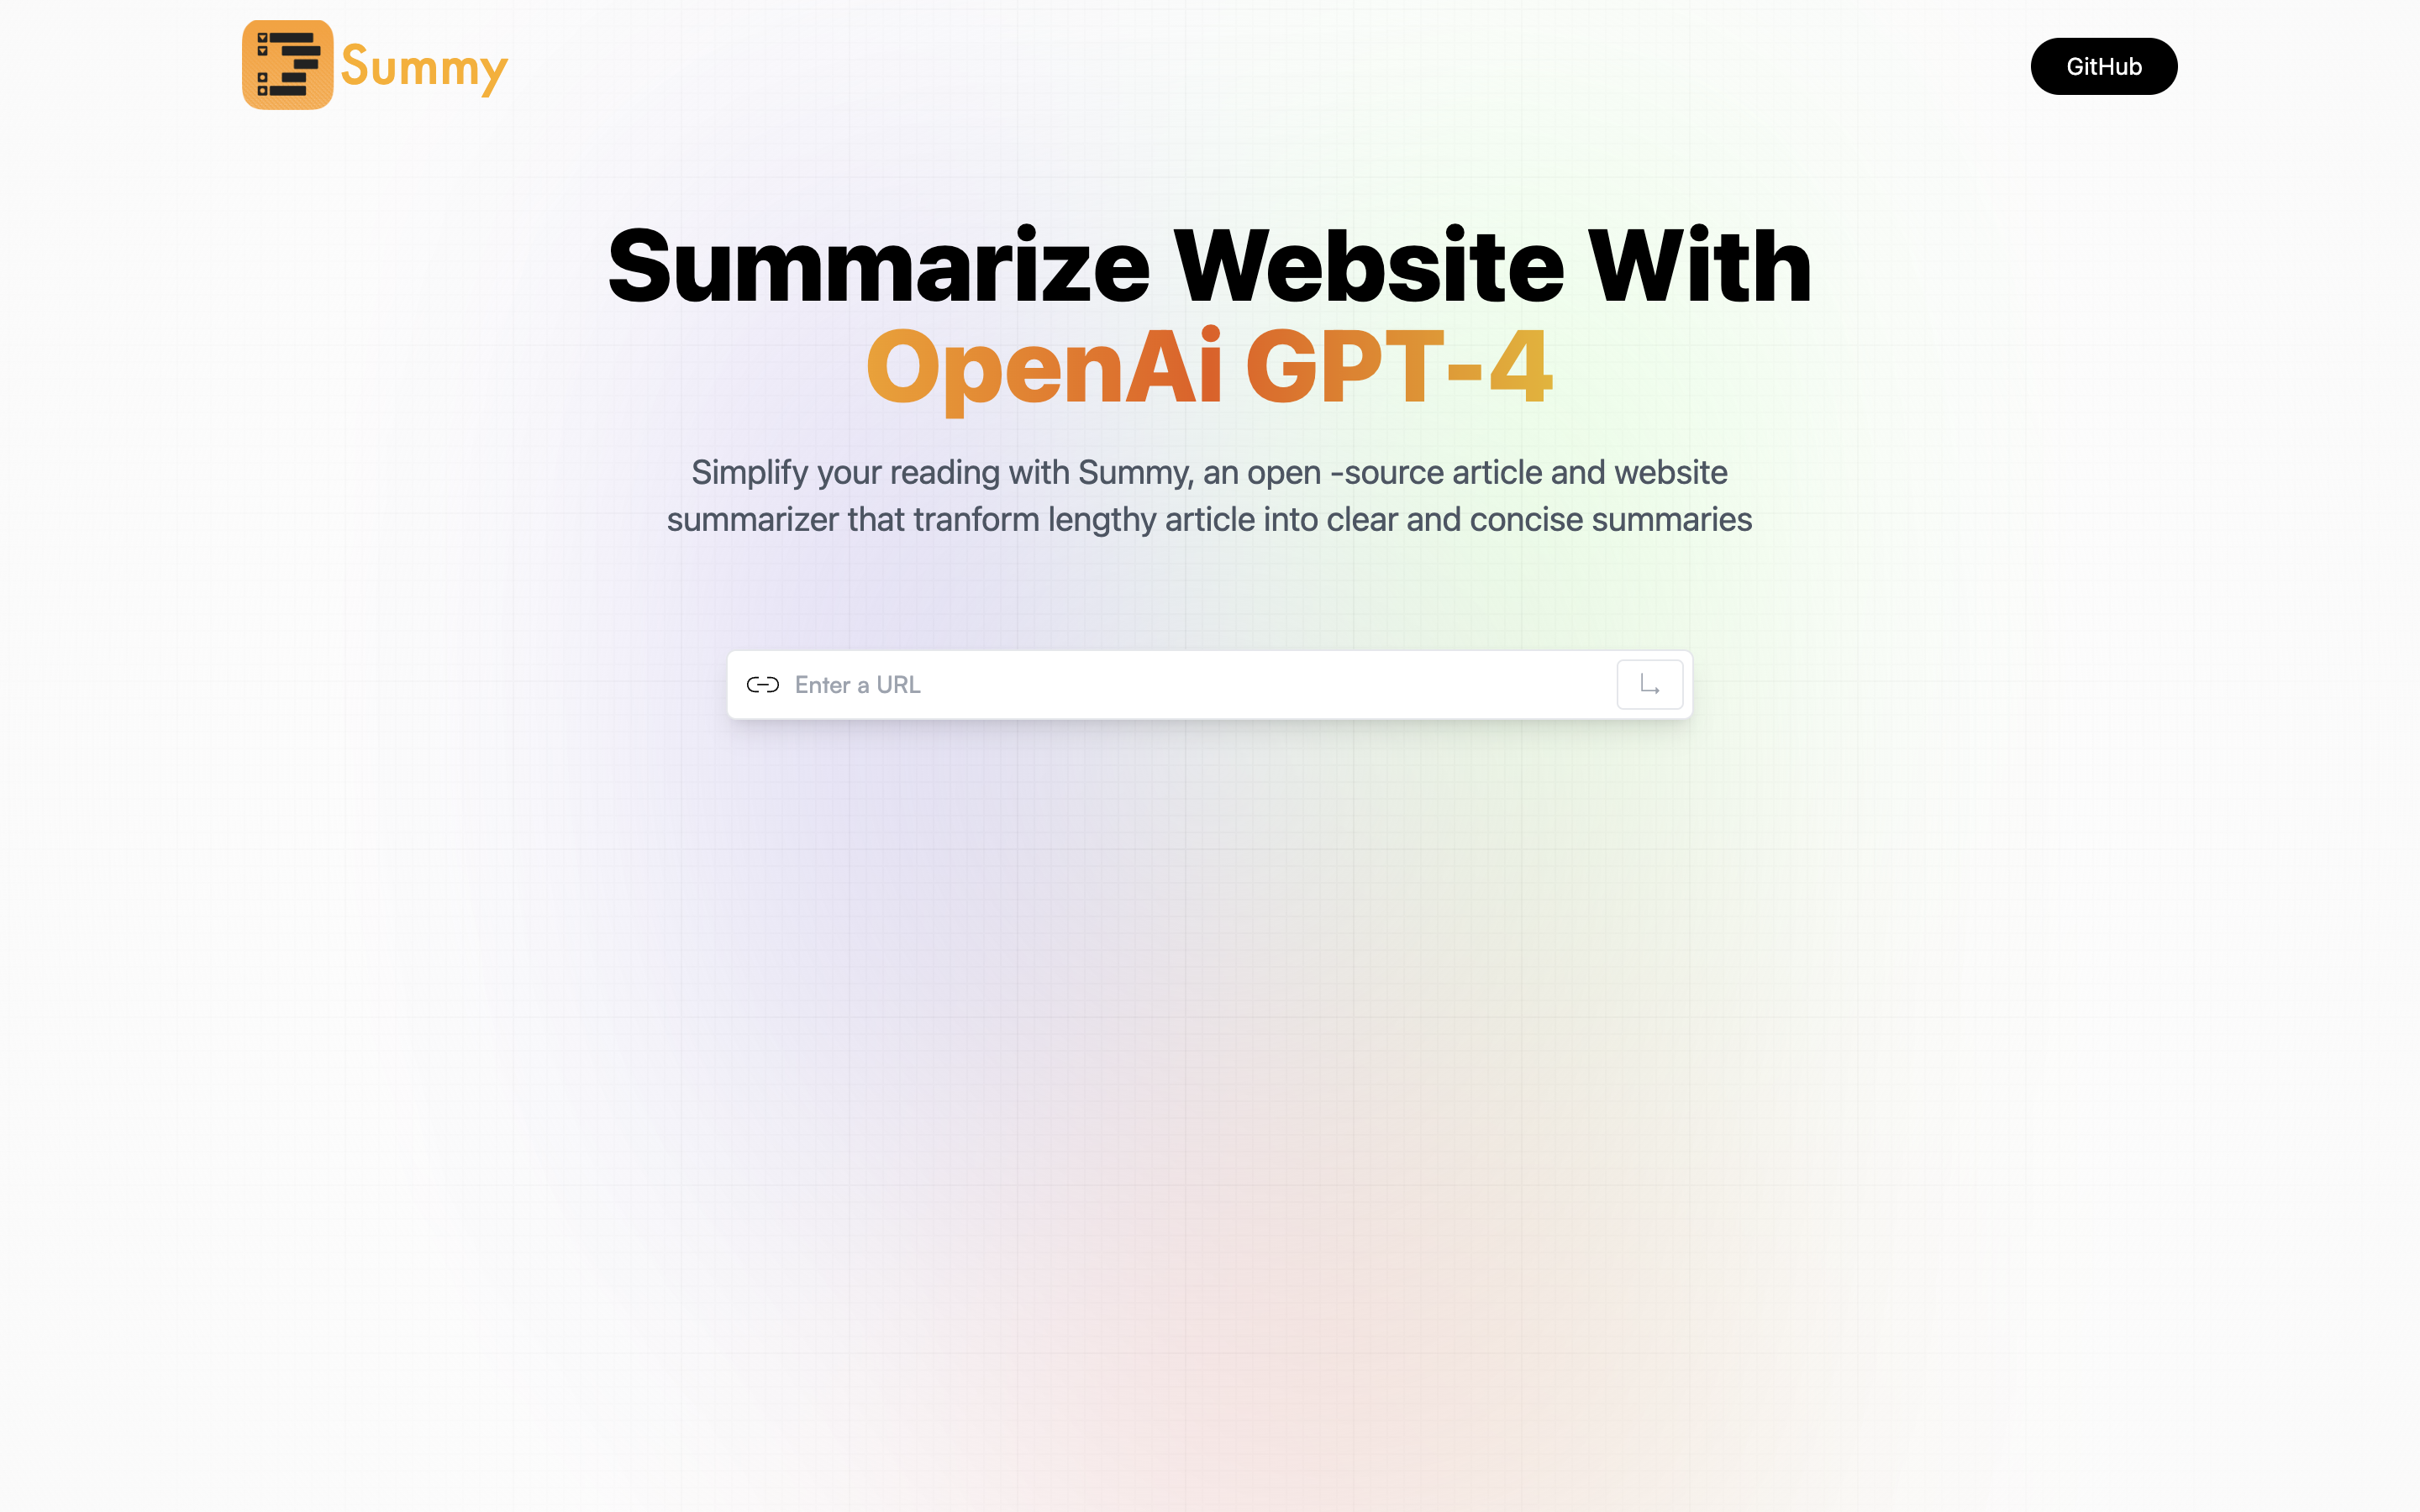 Summy
GitHub
Summarize Website With
OpenAi GPT-4
Simplify your reading with Summy, an open -source article and website
summarizer that tranform lengthy article into clear and concise summaries
Enter a URL